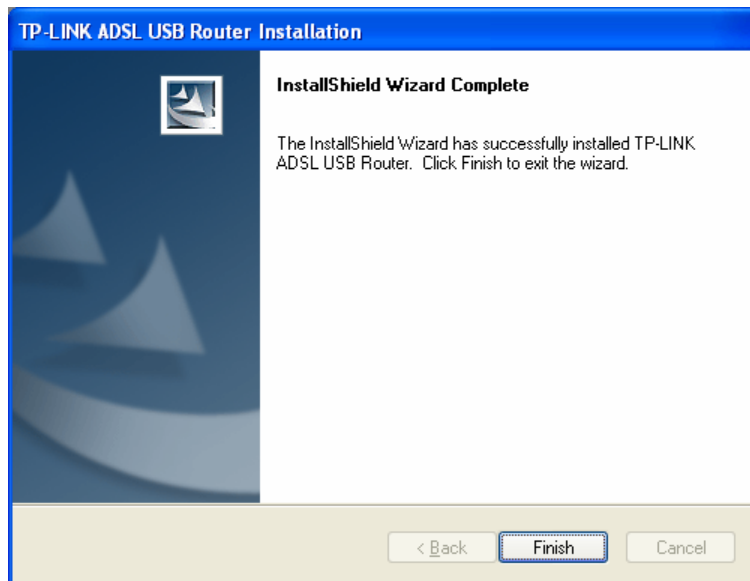 TP-LINK ADSL USB Router Installation
InstallShield Wizard Complete
The InstallShield Wizard has successfully installed TP-LINK
ADSL USB Router.  Click Finish to exit the wizard.
< Back
Finish
Cancel